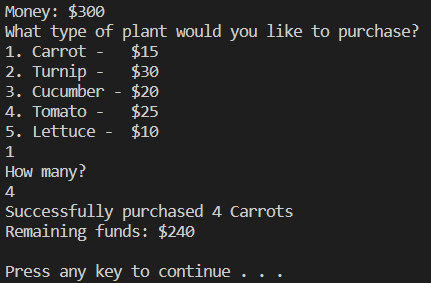 Money: $300
What type of plant would you like to purchase?
1. Carrot -   $15
2. Turnip -   $30
3. Cucumber - $20
4. Tomato -   $25
5. Lettuce -  $10
1
How many?
4
Successfully purchased 4 Carrots
Remaining funds: $240

Press any key to continue . . .